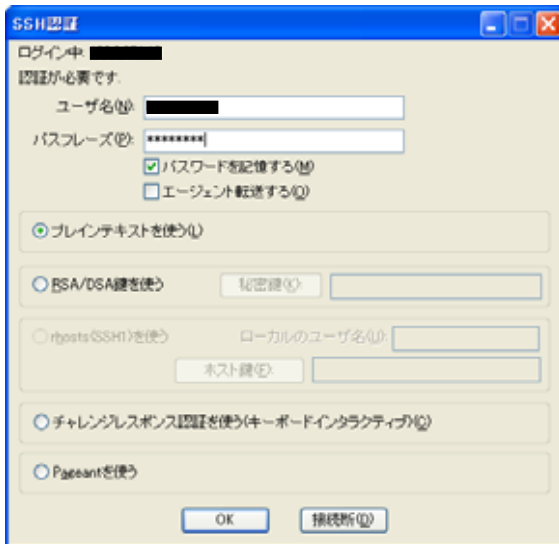 SSH認証
ログイン中:
認証が必要です.
ユーザ名(N):
パスフレーズ(P): ********
パスワードを記憶する(M)
エージェント転送する(O)
プレインテキストを使う(L)
RSA/DSA鍵を使う 秘密鍵(K):
rhosts(SSH1)を使う ローカルのユーザ名(U):
ホスト鍵(F):
チャレンジレスポンス認証を使う(キーボードインタラクティブ)(C)
Pageantを使う
OK 接続断(D)